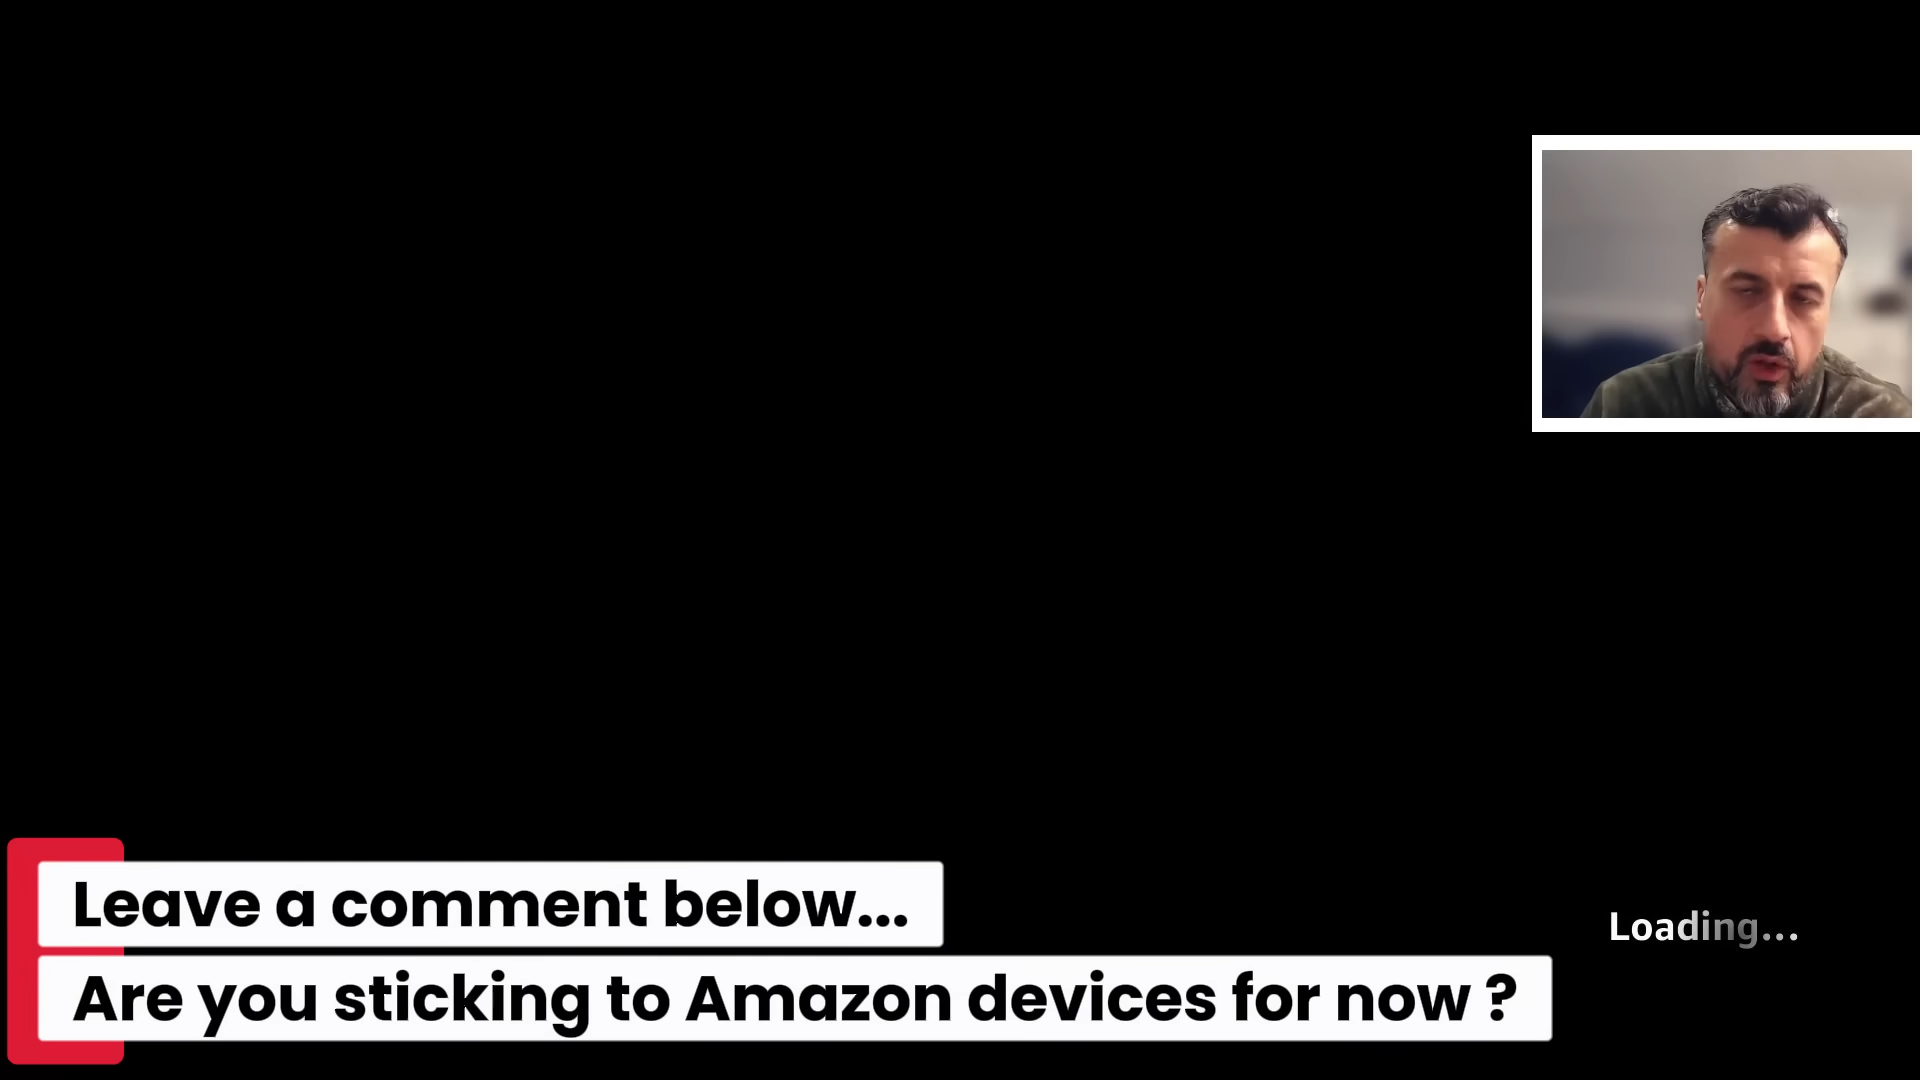 Leave a comment below...
Loading...
Are you sticking to Amazon devices for now ?